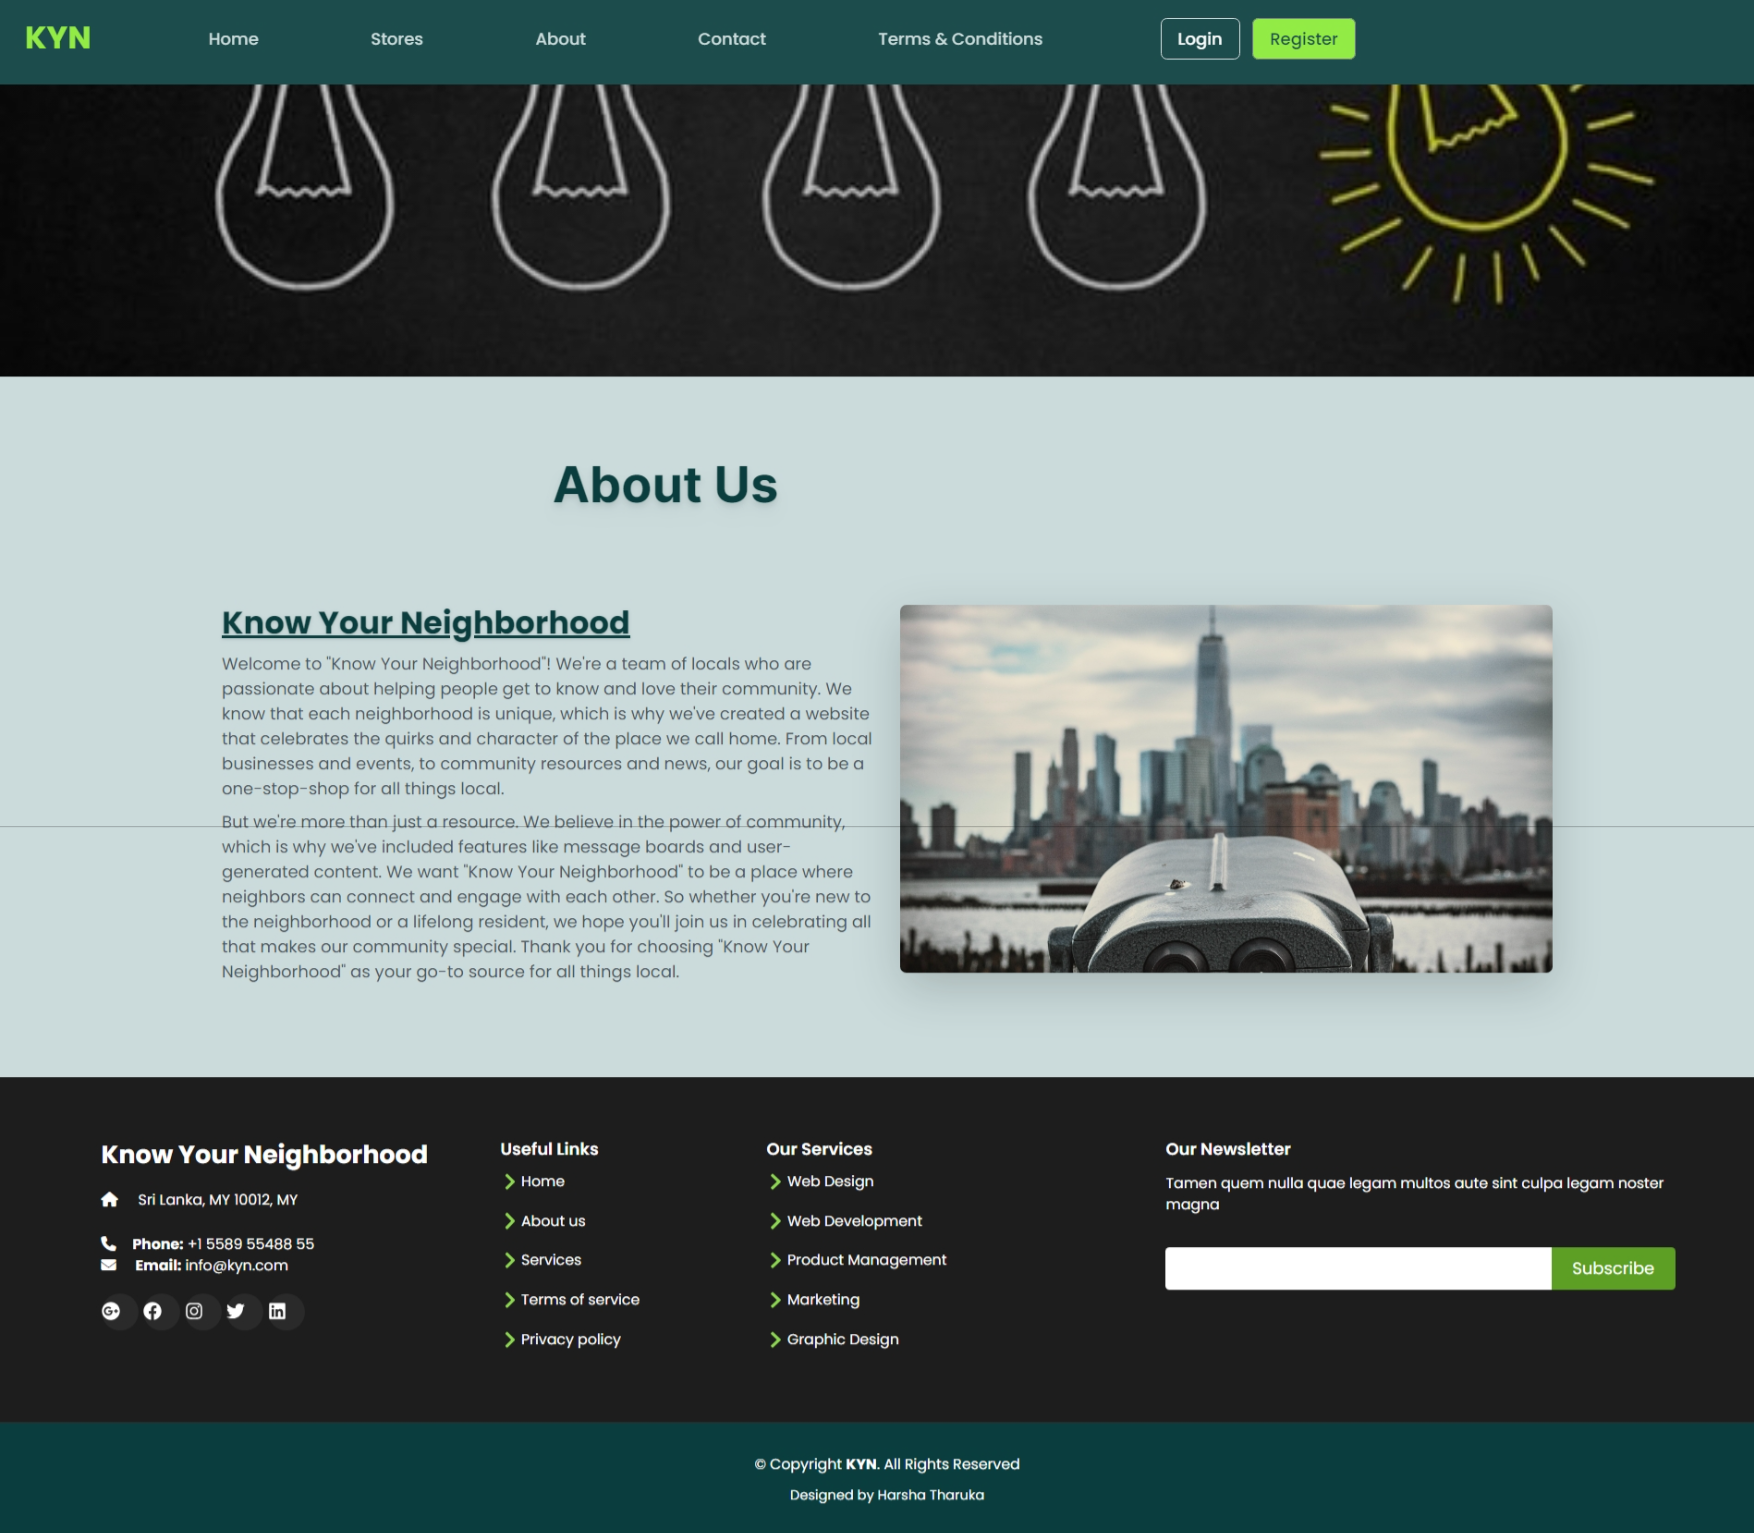 KYN
Home
Stores
About
Contact
Terms & Conditions
Login
Register
About Us
Know Your Neighborhood
Welcome to "Know Your Neighborhood"! We're a team of locals who are
passionate about helping people get to know and love their community. We
know that each neighborhood is unique, which is why we've created a website
that celebrates the quirks and character of the place we call home. From local
businesses and events, to community resources and news, our goal is to be a
one-stop-shop for all things local.
But we're more than just a resource. We believe in the power of community,
which is why we've included features like message boards and user-
generated content. We want "Know Your Neighborhood" to be a place where
neighbors can connect and engage with each other. So whether you're new to
the neighborhood or a lifelong resident, we hope you'll join us in celebrating all
that makes our community special. Thank you for choosing "Know Your
Neighborhood" as your go-to source for all things local.
Know Your Neighborhood
Sri Lanka, MY 10012, MY
Phone: +1 5589 55488 55
Email: info@kyn.com
Useful Links
Home
About us
Services
Terms of service
Privacy policy
Our Services
Web Design
Web Development
Product Management
Marketing
Graphic Design
Our Newsletter
Tamen quem nulla quae legam multos aute sint culpa legam noster
magna
Subscribe
© Copyright KYN. All Rights Reserved
Designed by Harsha Tharuka